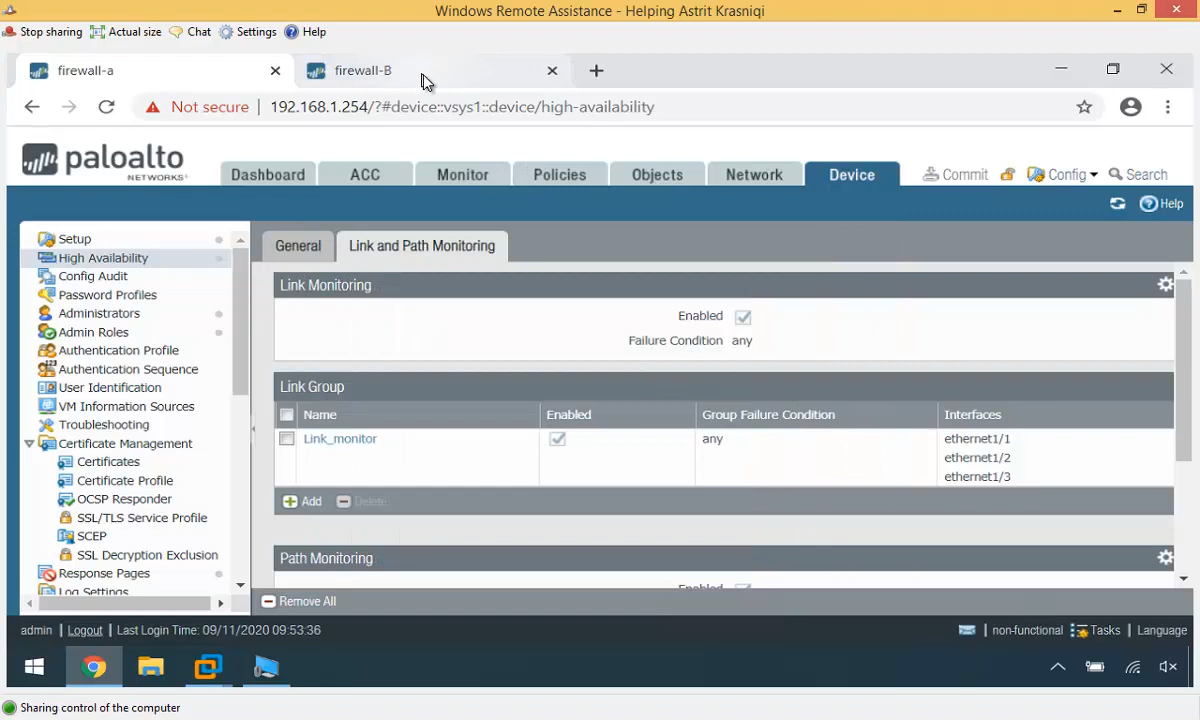 Windows Remote Assistance - Helping Astrit Krasniqi
Stop sharing Actual size Chat Settings Help
firewall-a firewall-B
Not secure | 192.168.1.254/?#device::vsys1::device/high-availability
paloalto
NETWORKS
Dashboard ACC Monitor Policies Objects Network Device Commit Config Search
Help
Setup
High Availability
Config Audit
Password Profiles
Administrators
Admin Roles
Authentication Profile
Authentication Sequence
User Identification
VM Information Sources
Troubleshooting
Certificate Management
Certificates
Certificate Profile
OCSP Responder
SSL/TLS Service Profile
SCEP
SSL Decryption Exclusion
Response Pages
Log Settings
General Link and Path Monitoring
Link Monitoring
Enabled
Failure Condition any
Link Group
Name Enabled Group Failure Condition Interfaces
Link_monitor any ethernet1/1
ethernet1/2
ethernet1/3
Add Delete
Path Monitoring
Enabled
Remove All
admin | Logout | Last Login Time: 09/11/2020 09:53:36 | non-functional Tasks | Language
Sharing control of the computer